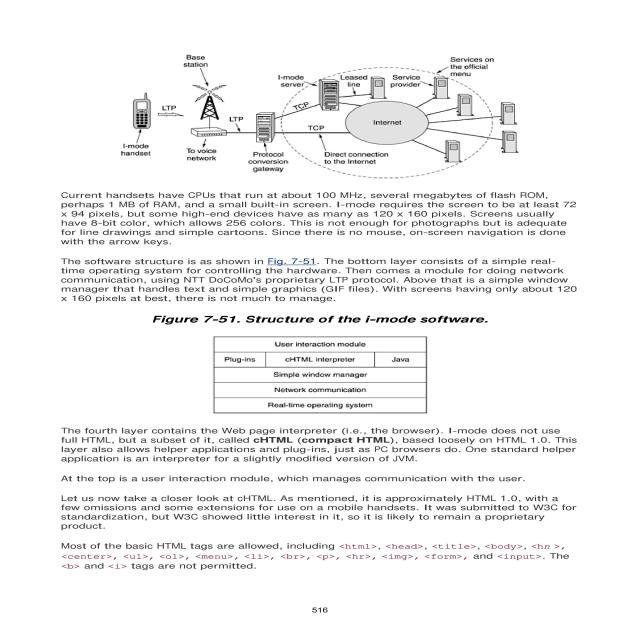 Base
station
Services on
the official
menu
I-mode
server
Leased
line
Service
provider
LTP
TCP
LTP
Internet
TCP
I-mode
handset
To voice
network
Protocol
conversion
gateway
Direct connection
to the Internet
Current handsets have CPUs that run at about 100 MHz, several megabytes of flash ROM,
perhaps 1 MB of RAM, and a small built-in screen. I-mode requires the screen to be at least 72
x 94 pixels, but some high-end devices have as many as 120 x 160 pixels. Screens usually
have 8-bit color, which allows 256 colors. This is not enough for photographs but is adequate
for line drawings and simple cartoons. Since there is no mouse, on-screen navigation is done
with the arrow keys.
The software structure is as shown in Fig. 7-51. The bottom layer consists of a simple real-
time operating system for controlling the hardware. Then comes a module for doing network
communication, using NTT DoCoMo's proprietary LTP protocol. Above that is a simple window
manager that handles text and simple graphics (GIF files). With screens having only about 120
x 160 pixels at best, there is not much to manage.
Figure 7-51. Structure of the i-mode software.
User interaction module
Plug-ins cHTML interpreter Java
Simple window manager
Network communication
Real-time operating system
The fourth layer contains the Web page interpreter (i.e., the browser). I-mode does not use
full HTML, but a subset of it, called cHTML (compact HTML), based loosely on HTML 1.0. This
layer also allows helper applications and plug-ins, just as PC browsers do. One standard helper
application is an interpreter for a slightly modified version of JVM.
At the top is a user interaction module, which manages communication with the user.
Let us now take a closer look at cHTML. As mentioned, it is approximately HTML 1.0, with a
few omissions and some extensions for use on a mobile handsets. It was submitted to W3C for
standardization, but W3C showed little interest in it, so it is likely to remain a proprietary
product.
Most of the basic HTML tags are allowed, including <html>, <head>, <title>, <body>, <hn >,
<center>, <ul>, <ol>, <menu>, <li>, <br>, <p>, <hr>, <img>, <form>, and <input>. The
<b> and <i> tags are not permitted.
516